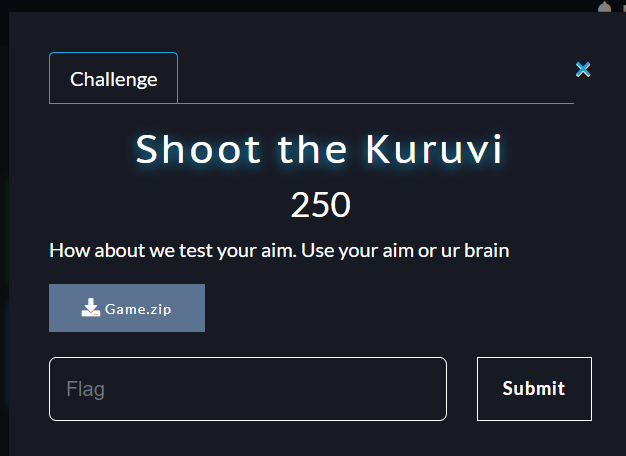 Challenge
Shoot the Kuruvi
250
How about we test your aim. Use your aim or ur brain
Game.zip
Flag
Submit